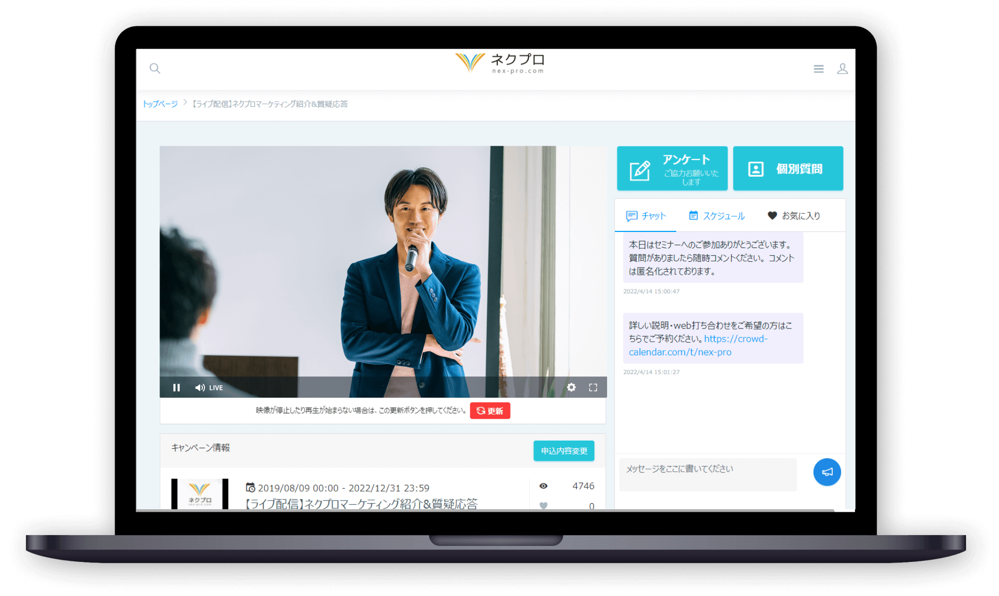 ネクプロ
nex-pro.com
トップページ > 【ライブ配信】ネクプロマーケティング紹介&質疑応答
LIVE
映像が停止したり再生が始まらない場合は、この更新ボタンを押してください。 更新
キャンペーン情報
申込内容変更
ネクプロ
nex-pro.com
2019/08/09 00:00 - 2022/12/31 23:59
【ライブ配信】ネクプロマーケティング紹介&質疑応答
4746
0
アンケート
ご協力お願いいた
します
個別質問
チャット スケジュール お気に入り
本日はセミナーへのご参加ありがとうございます。
質問がありましたら随時コメントください。コメント
は匿名化されております。
2022/4/14 15:00:47
詳しい説明・web打ち合わせをご希望の方はこ
ちらでご予約ください。https://crowd-
calendar.com/t/nex-pro
2022/4/14 15:01:27
メッセージをここに書いてください